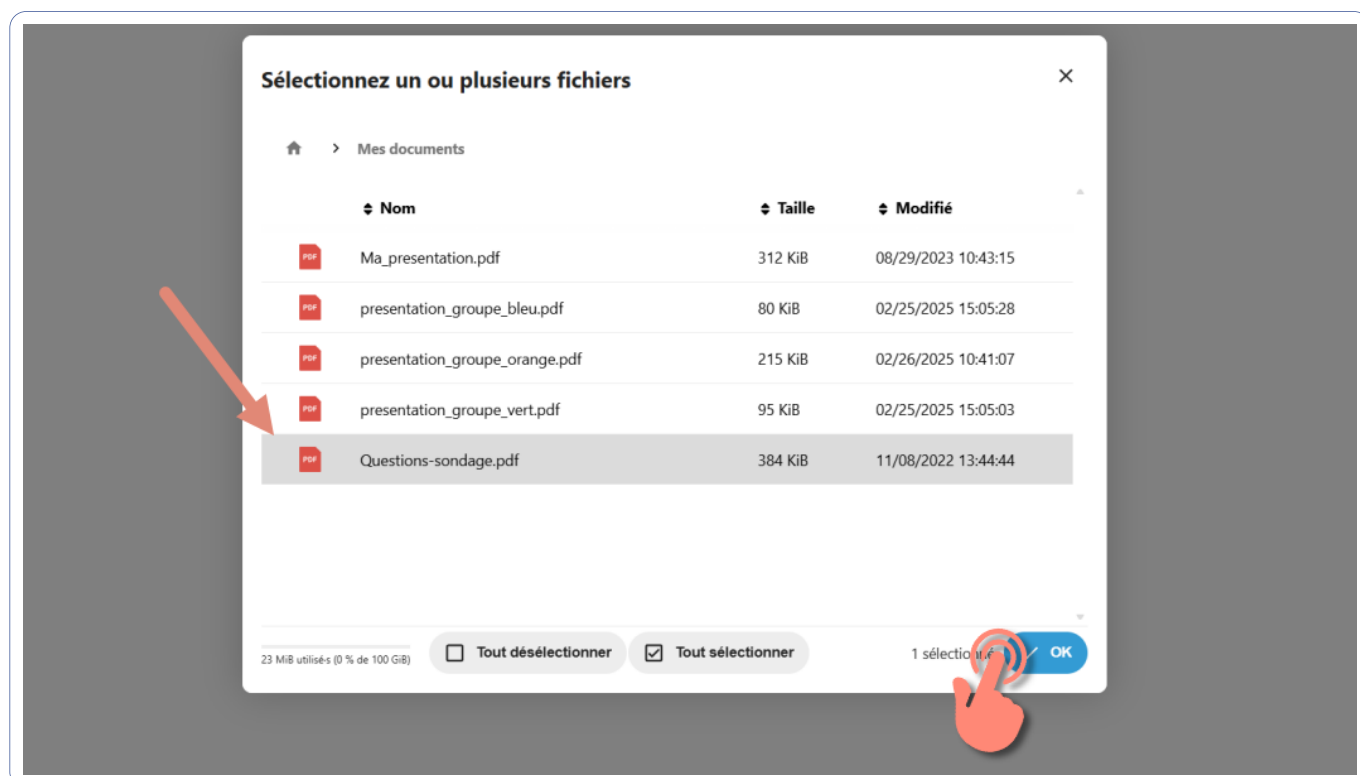 Sélectionnez un ou plusieurs fichiers
Mes documents
Nom Taille Modifié
PDF Ma_presentation.pdf 312 KiB 08/29/2023 10:43:15
PDF presentation_groupe_bleu.pdf 80 KiB 02/25/2025 15:05:28
PDF presentation_groupe_orange.pdf 215 KiB 02/26/2025 10:41:07
PDF presentation_groupe_vert.pdf 95 KiB 02/25/2025 15:05:03
PDF Questions-sondage.pdf 384 KiB 11/08/2022 13:44:44
23 MiB utilisé·s (0 % de 100 GiB) Tout désélectionner Tout sélectionner 1 OK